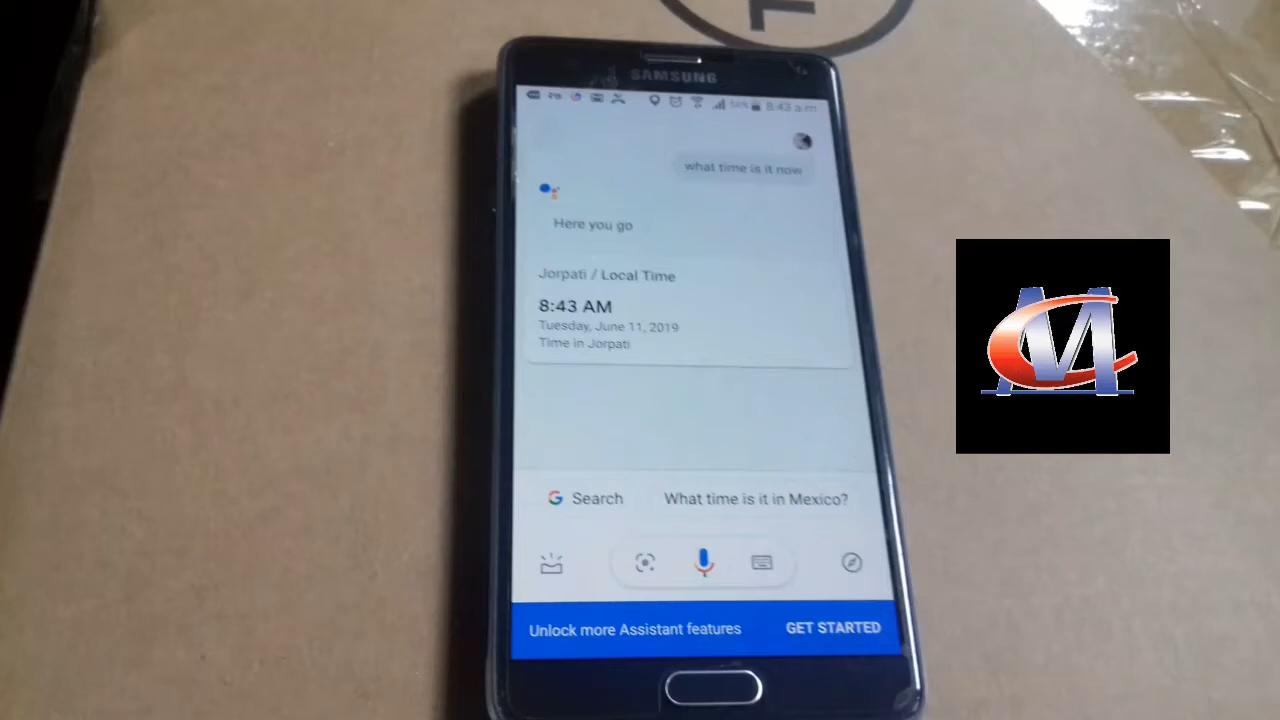 SAMSUNG
8:43 a m
what time is it now
Here you go
Jorpati / Local Time
8:43 AM
Tuesday, June 11, 2019
Time in Jorpati
Search
What time is it in Mexico?
Unlock more Assistant features
GET STARTED